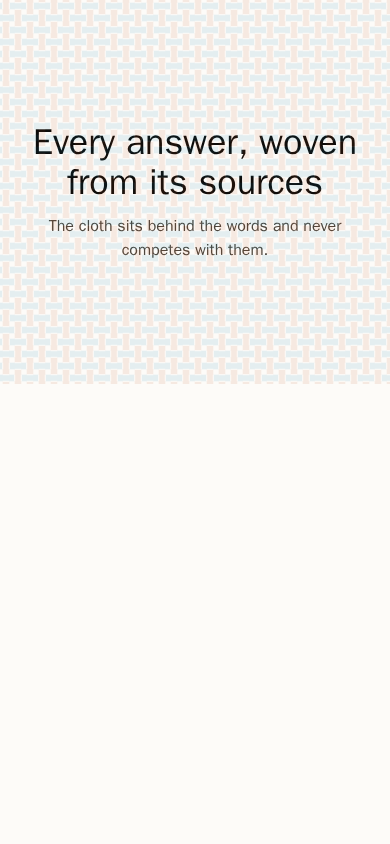 Every answer, woven
from its sources
The cloth sits behind the words and never
competes with them.